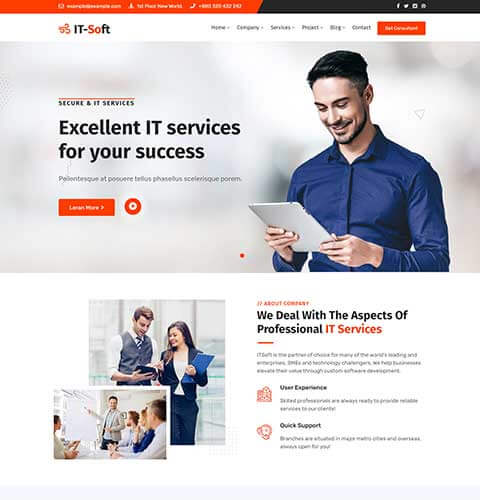 example@example.com 1st Place New World. +880 320 432 242
IT-Soft
Home Company Services Project Blog Contact Get Consultant
SECURE & IT SERVICES
Excellent IT services
for your success
Pellentesque at posuere tellus phasellus scelerisque porem.
Leran More >
// ABOUT COMPANY
We Deal With The Aspects Of
Professional IT Services
ITSoft is the partner of choice for many of the world's leading and
enterprises, SMEs and technology challengers. We help businesses
elevate their value through custom software development.
User Experience
Skilled professionals are always ready to provide reliable
services to our clients!
Quick Support
Branches are situated in major metro cities and overseas,
always open for you!